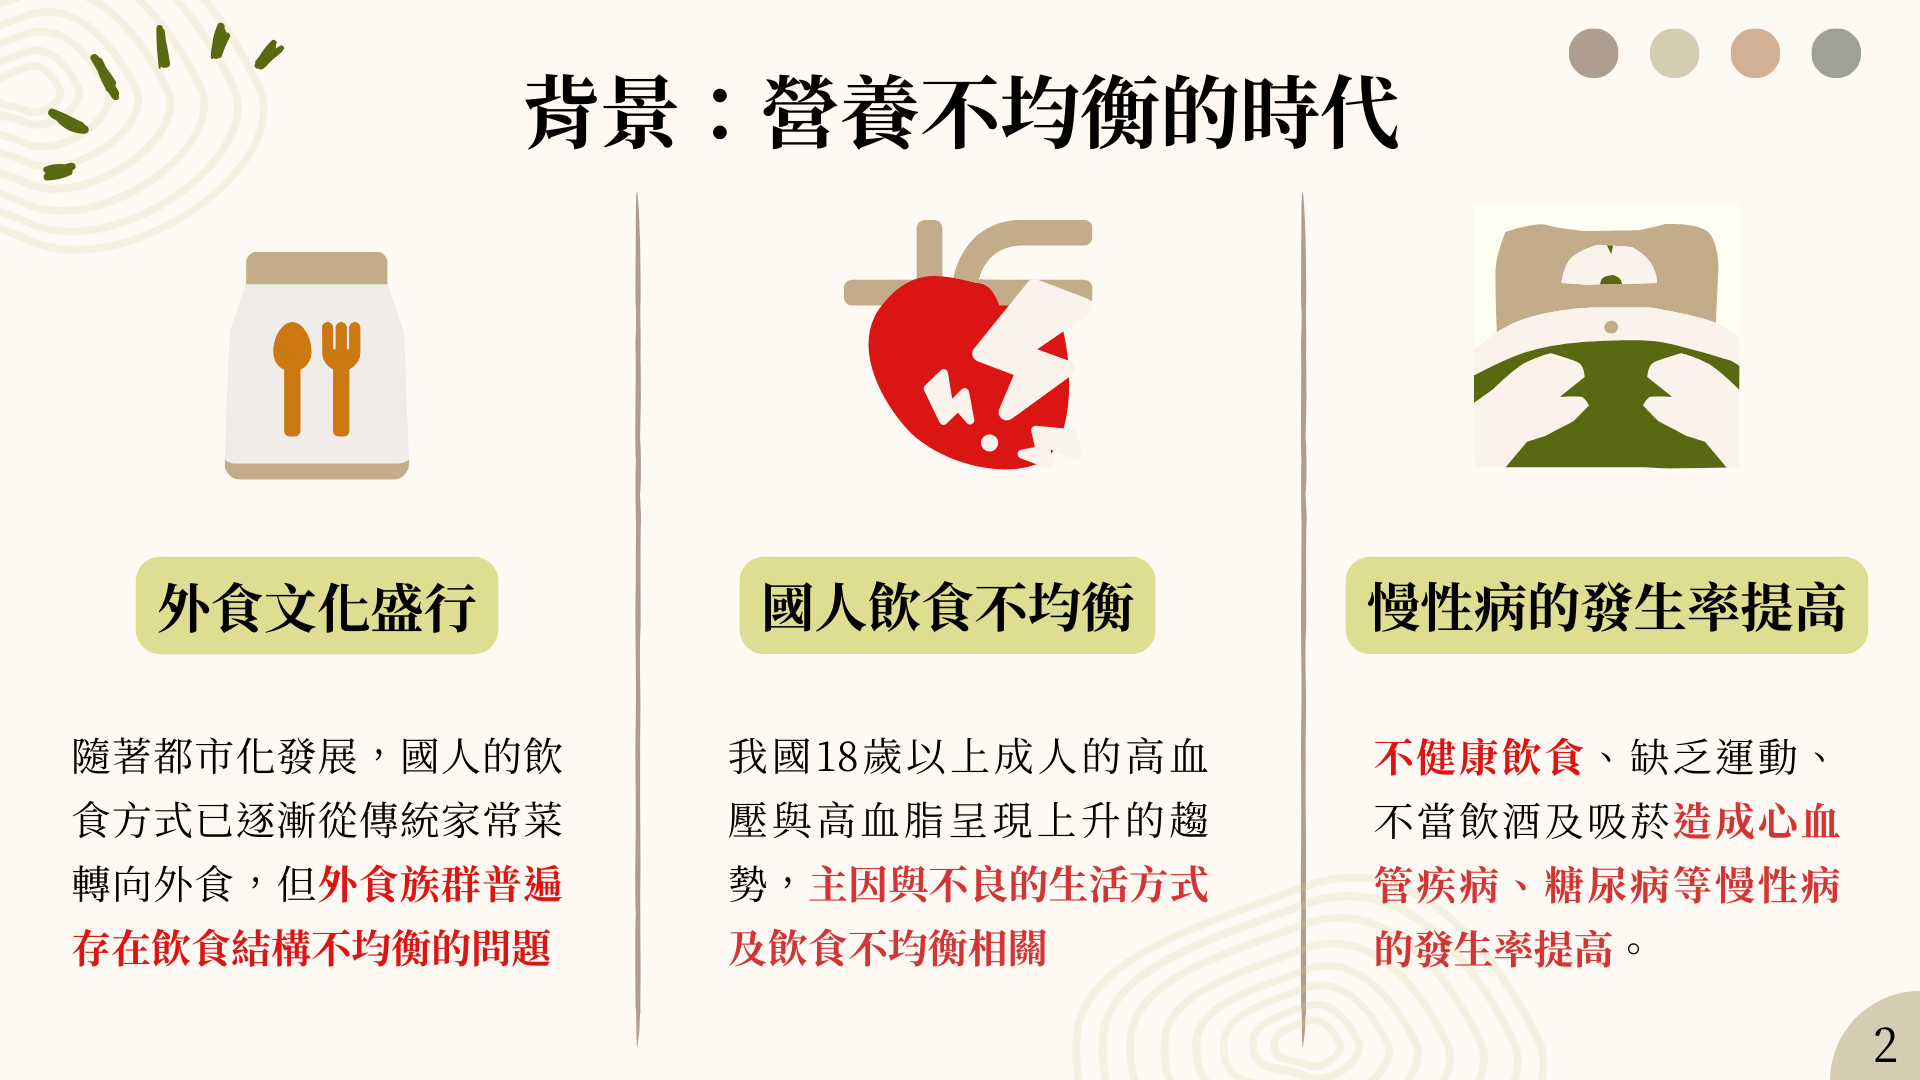 背景：營養不均衡的時代
外食文化盛行
隨著都市化發展，國人的飲
食方式已逐漸從傳統家常菜
轉向外食，但外食族群普遍
存在飲食結構不均衡的問題
國人飲食不均衡
我國18歲以上成人的高血
壓與高血脂呈現上升的趨
勢，主因與不良的生活方式
及飲食不均衡相關
慢性病的發生率提高
不健康飲食、缺乏運動、
不當飲酒及吸菸造成心血
管疾病、糖尿病等慢性病
的發生率提高。
2